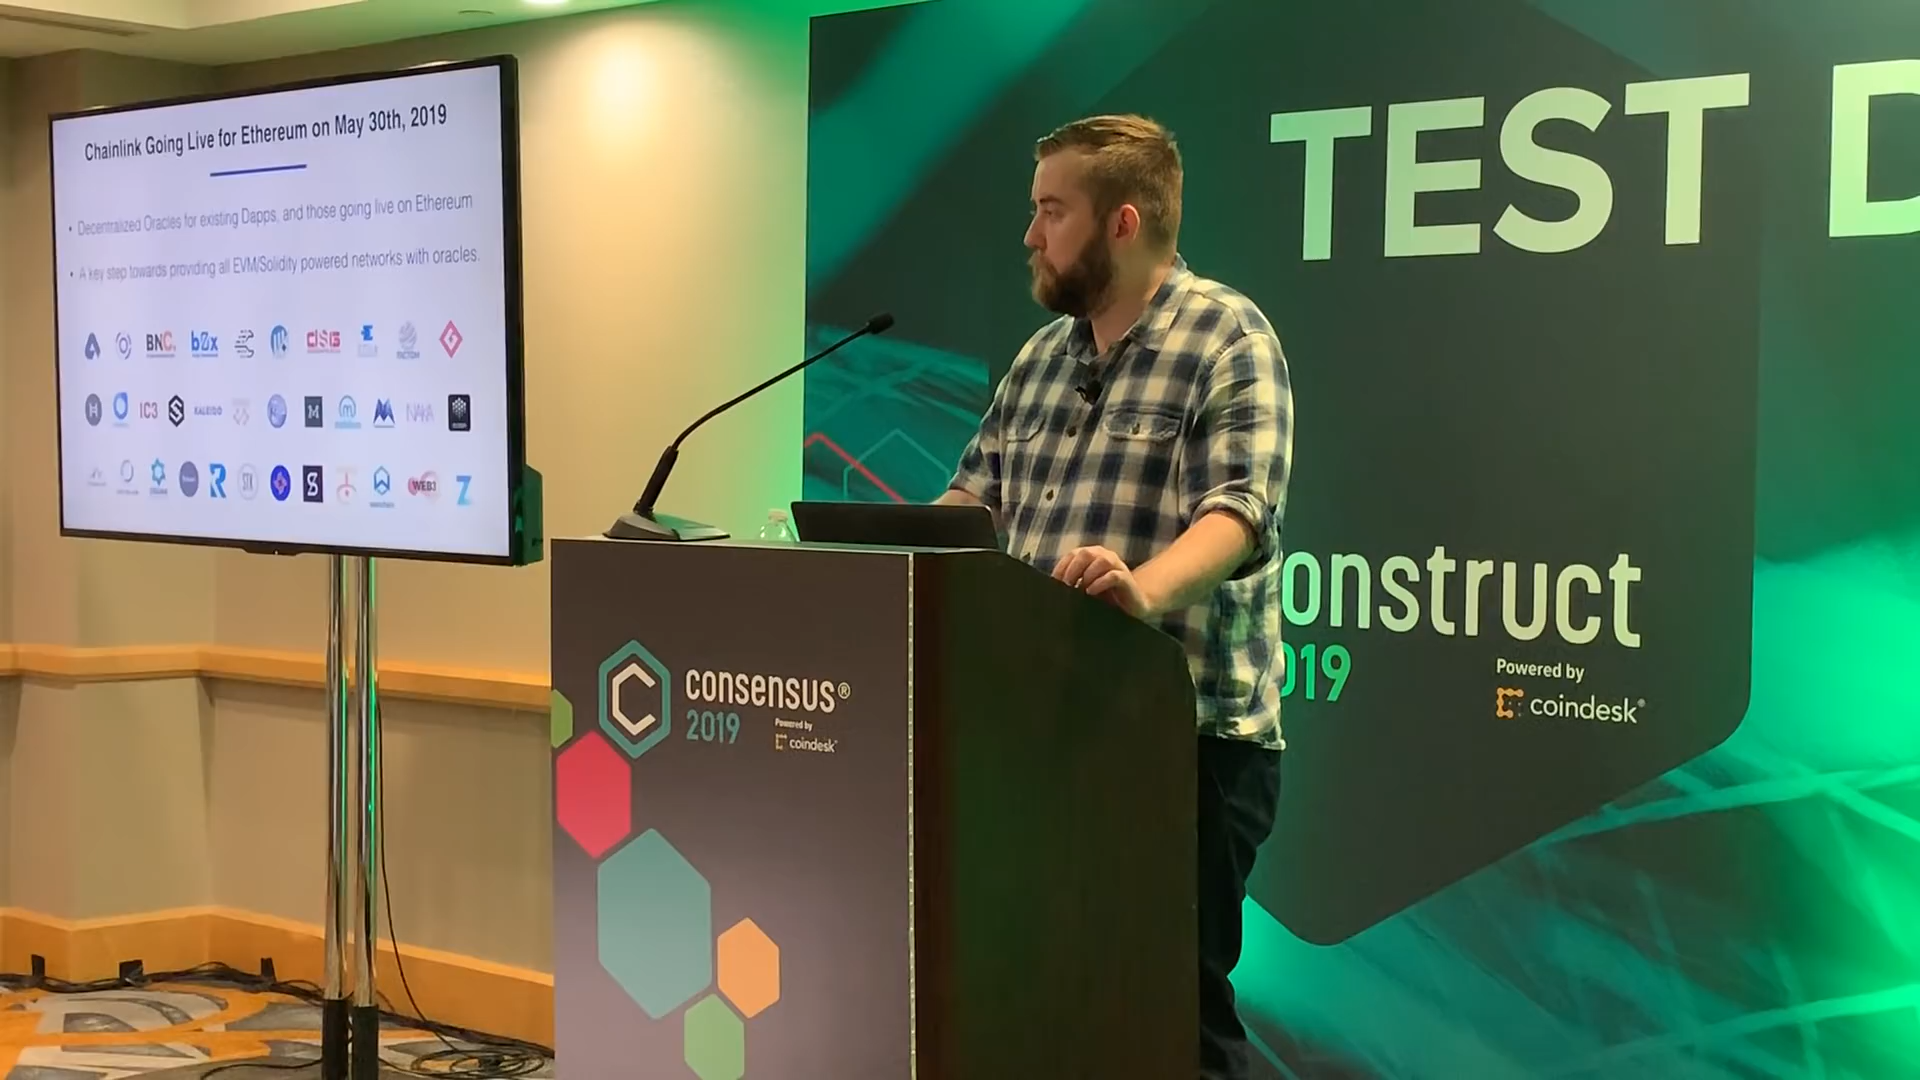 Chainlink Going Live for Ethereum on May 30th, 2019
• Decentralized Oracles for existing Dapps, and those going live on Ethereum
• A key step towards providing all EVM/Solidity powered networks with oracles.
BNC.
b0x
IC3
KALEIDO
NAKA
STK
WEB3
TEST D
onstruct
019
Powered by
coindesk
consensus®
2019
Powered by
coindesk